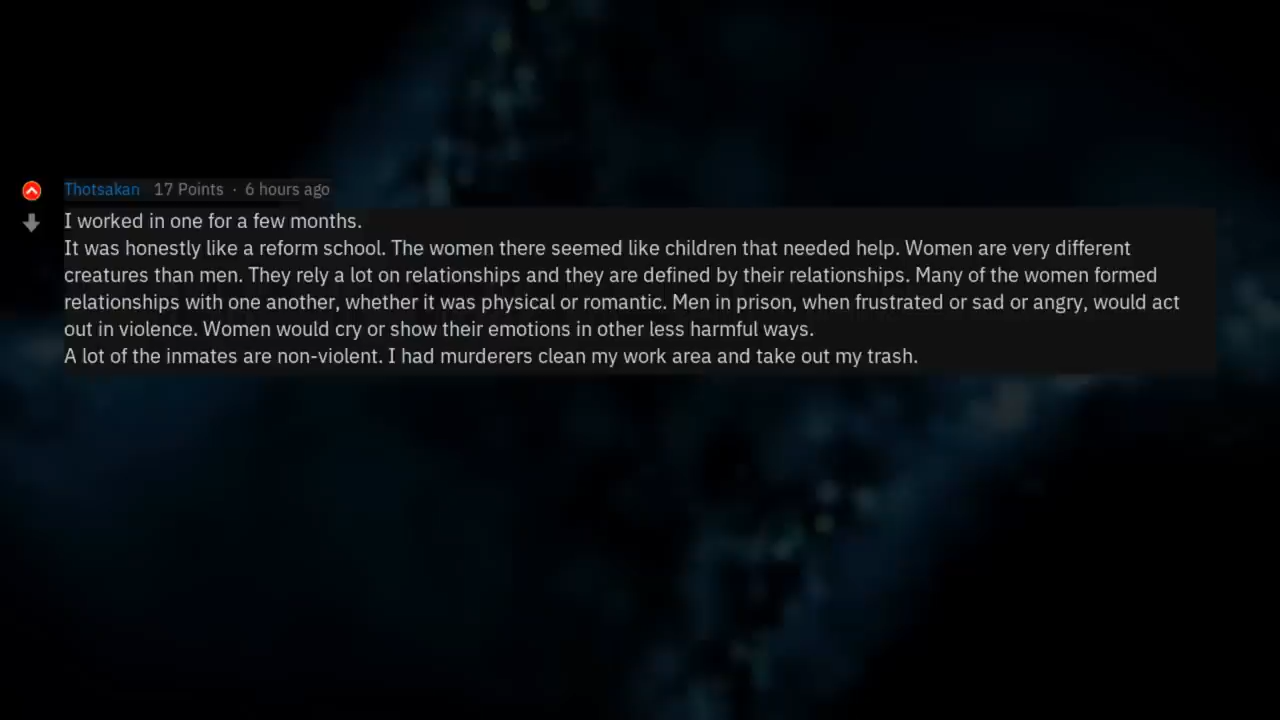 Thotsakan 17 Points · 6 hours ago
I worked in one for a few months.
It was honestly like a reform school. The women there seemed like children that needed help. Women are very different
creatures than men. They rely a lot on relationships and they are defined by their relationships. Many of the women formed
relationships with one another, whether it was physical or romantic. Men in prison, when frustrated or sad or angry, would act
out in violence. Women would cry or show their emotions in other less harmful ways.
A lot of the inmates are non-violent. I had murderers clean my work area and take out my trash.